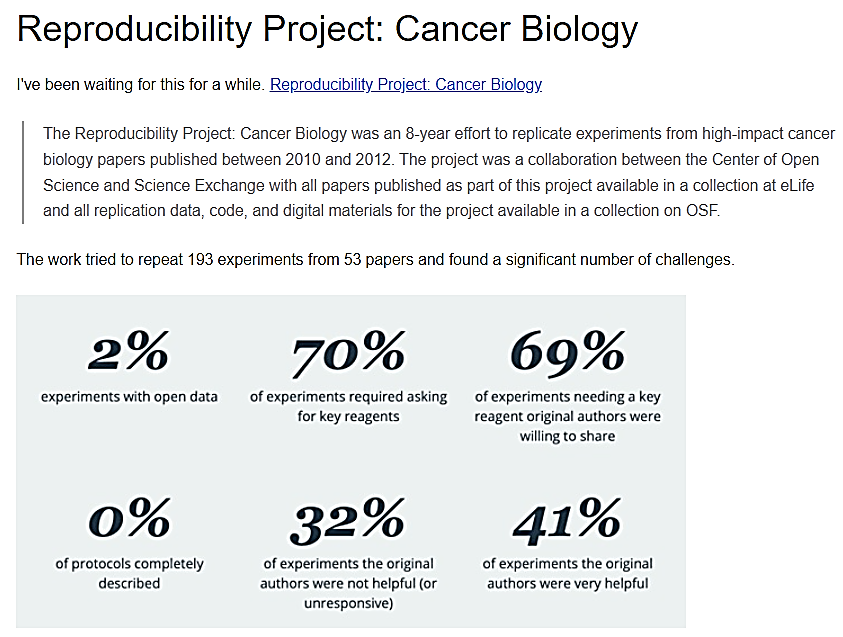 Reproducibility Project: Cancer Biology
I've been waiting for this for a while. Reproducibility Project: Cancer Biology
The Reproducibility Project: Cancer Biology was an 8-year effort to replicate experiments from high-impact cancer
biology papers published between 2010 and 2012. The project was a collaboration between the Center of Open
Science and Science Exchange with all papers published as part of this project available in a collection at eLife
and all replication data, code, and digital materials for the project available in a collection on OSF.
The work tried to repeat 193 experiments from 53 papers and found a significant number of challenges.
2%
experiments with open data
70%
of experiments required asking
for key reagents
69%
of experiments needing a key
reagent original authors were
willing to share
0%
of protocols completely
described
32%
of experiments the original
authors were not helpful (or
unresponsive)
41%
of experiments the original
authors were very helpful